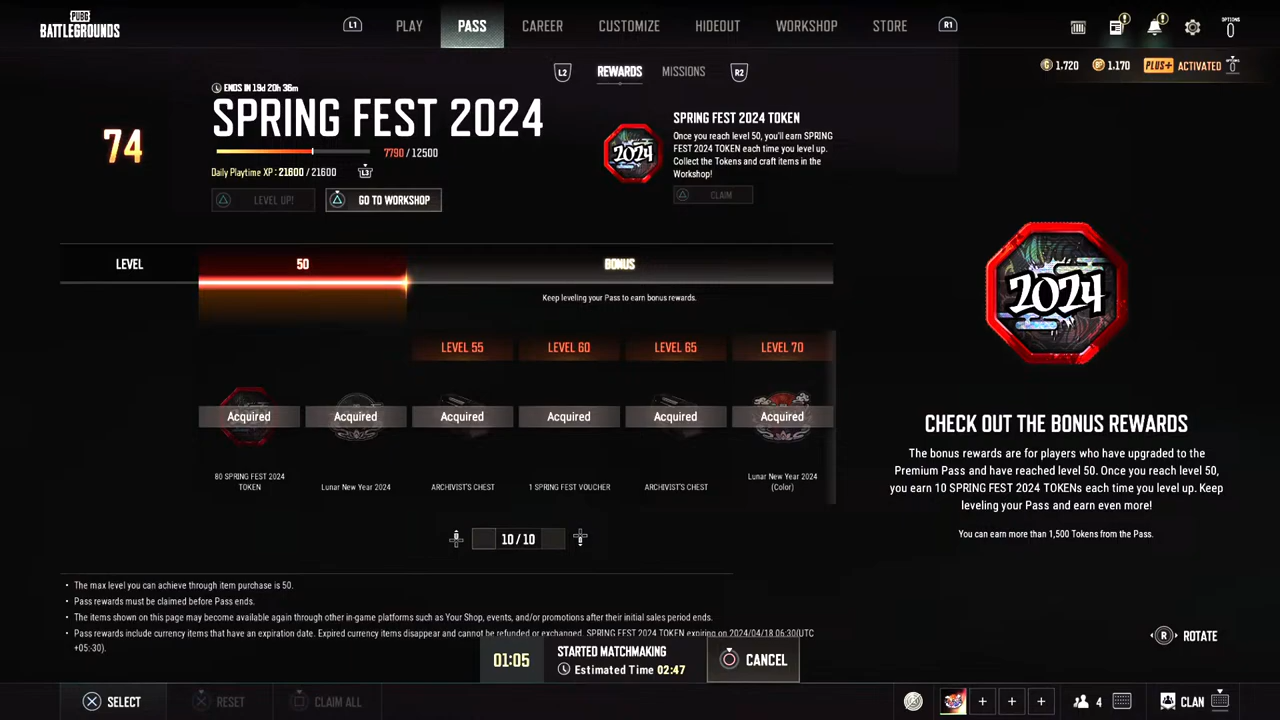 PUBG
BATTLEGROUNDS
L1
PLAY
PASS
CAREER
CUSTOMIZE
HIDEOUT
WORKSHOP
STORE
R1
OPTIONS
L2
REWARDS
MISSIONS
R2
G 1.720
1.170
PLUS+ ACTIVATED
ENDS IN 19d 20h 36m
SPRING FEST 2024
74
7790 / 12500
Daily Playtime XP : 21600 / 21600
L3
LEVEL UP!
GO TO WORKSHOP
2024
SPRING FEST 2024 TOKEN
Once you reach level 50, you'll earn SPRING
FEST 2024 TOKEN each time you level up.
Collect the Tokens and craft items in the
Workshop!
CLAIM
LEVEL
50
BONUS
Keep leveling your Pass to earn bonus rewards.
LEVEL 55
LEVEL 60
LEVEL 65
LEVEL 70
Acquired
Acquired
Acquired
Acquired
Acquired
Acquired
80 SPRING FEST 2024
TOKEN
Lunar New Year 2024
ARCHIVIST'S CHEST
1 SPRING FEST VOUCHER
ARCHIVIST'S CHEST
Lunar New Year 2024
(Color)
10 / 10
2024
CHECK OUT THE BONUS REWARDS
The bonus rewards are for players who have upgraded to the
Premium Pass and have reached level 50. Once you reach level 50,
you earn 10 SPRING FEST 2024 TOKENs each time you level up. Keep
leveling your Pass and earn even more!
You can earn more than 1,500 Tokens from the Pass.
• The max level you can achieve through item purchase is 50.
• Pass rewards must be claimed before Pass ends.
• The items shown on this page may become available again through other in-game platforms such as Your Shop, events, and/or promotions after their initial sales period ends.
• Pass rewards include currency items that have an expiration date. Expired currency items disappear and cannot be refunded or exchanged. SPRING FEST 2024 TOKEN expiring on 2024/04/18 06:30(UTC
+05:30).
R ROTATE
01:05
STARTED MATCHMAKING
Estimated Time 02:47
CANCEL
SELECT
RESET
CLAIM ALL
4
CLAN